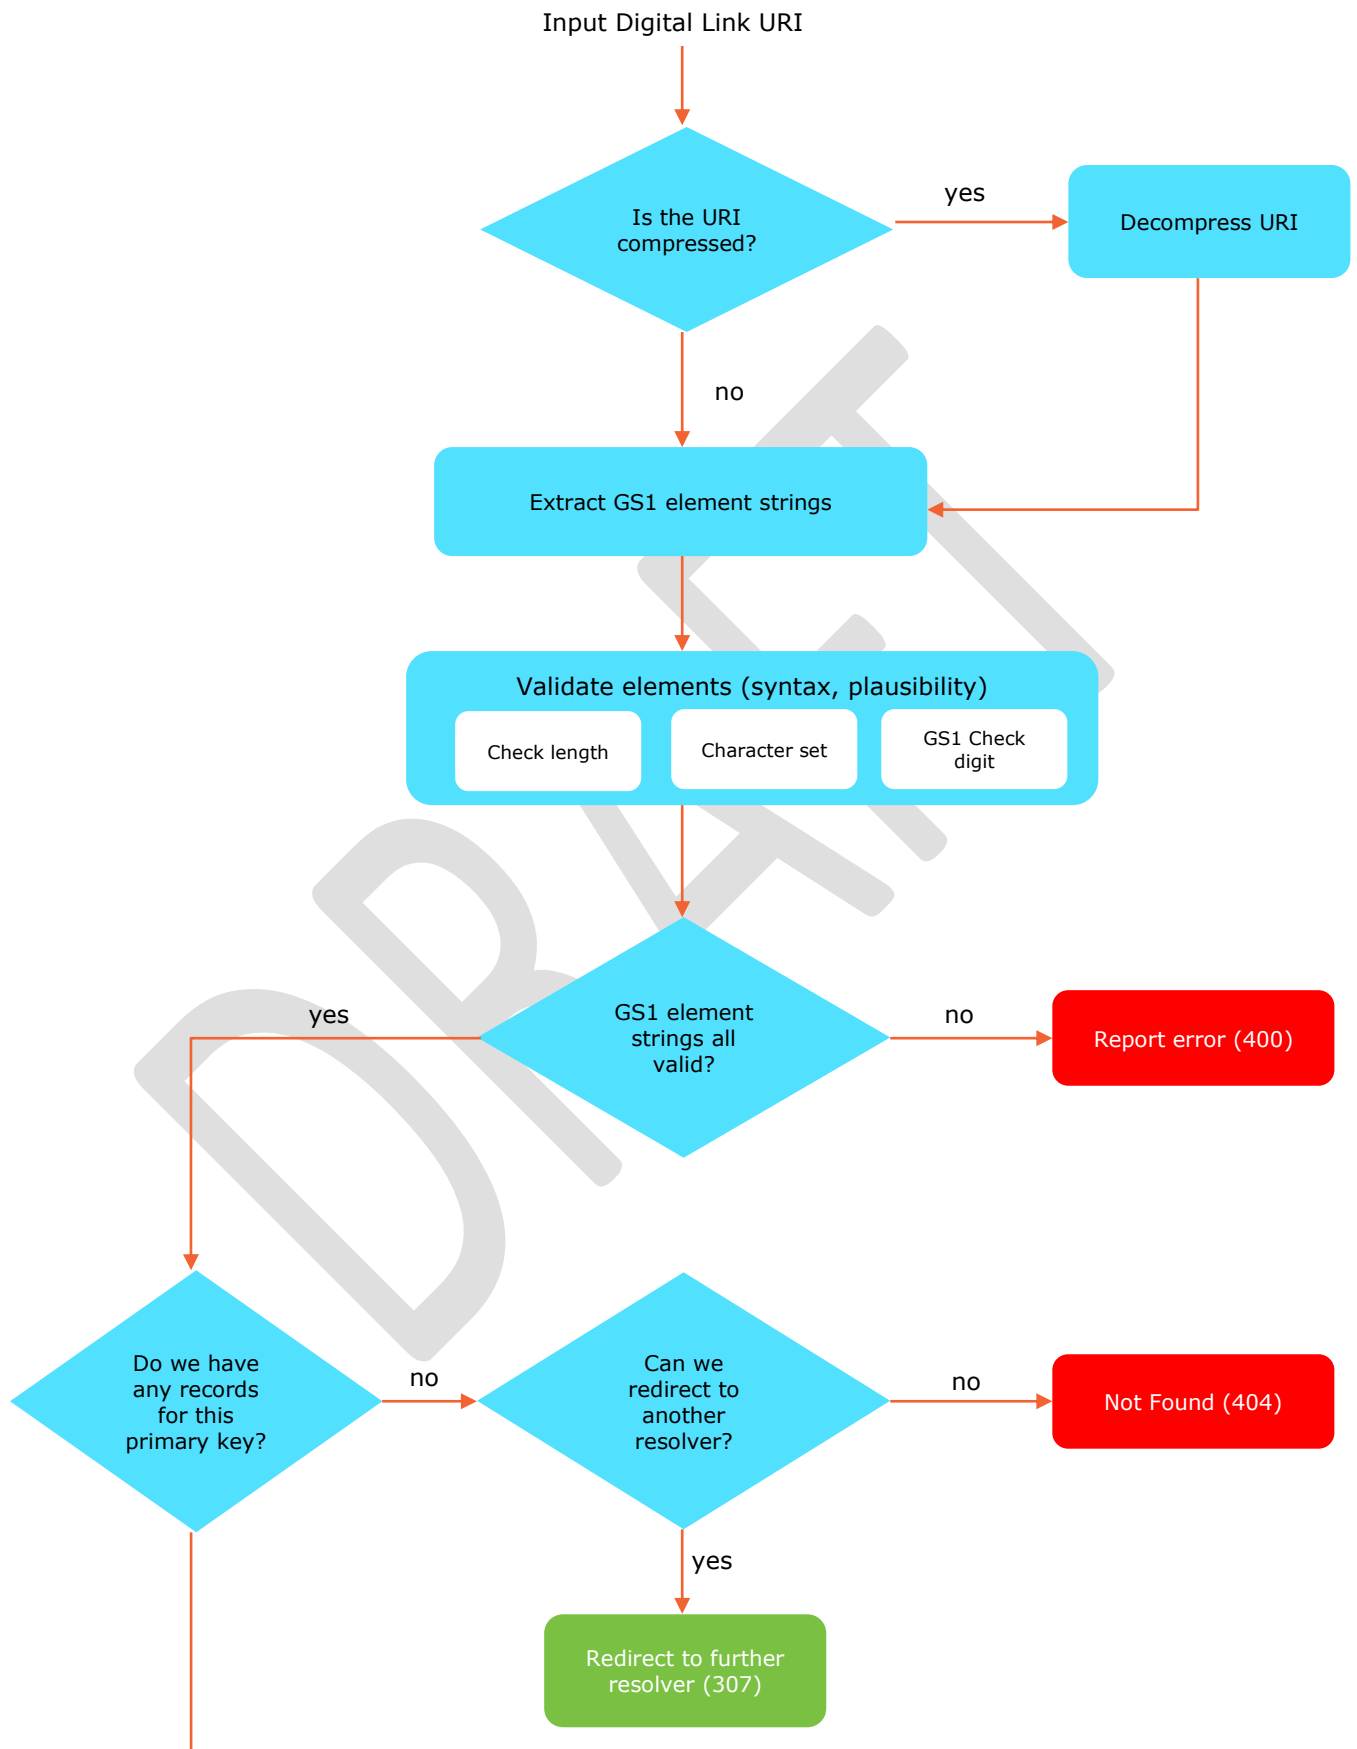 Input Digital Link URI
Is the URI
compressed?
yes
Decompress URI
no
Extract GS1 element strings
Validate elements (syntax, plausibility)
Check length
Character set
GS1 Check
digit
DRAFT
GS1 element
strings all
valid?
yes
no
Report error (400)
Do we have
any records
for this
primary key?
no
Can we
redirect to
another
resolver?
no
Not Found (404)
yes
Redirect to further
resolver (307)